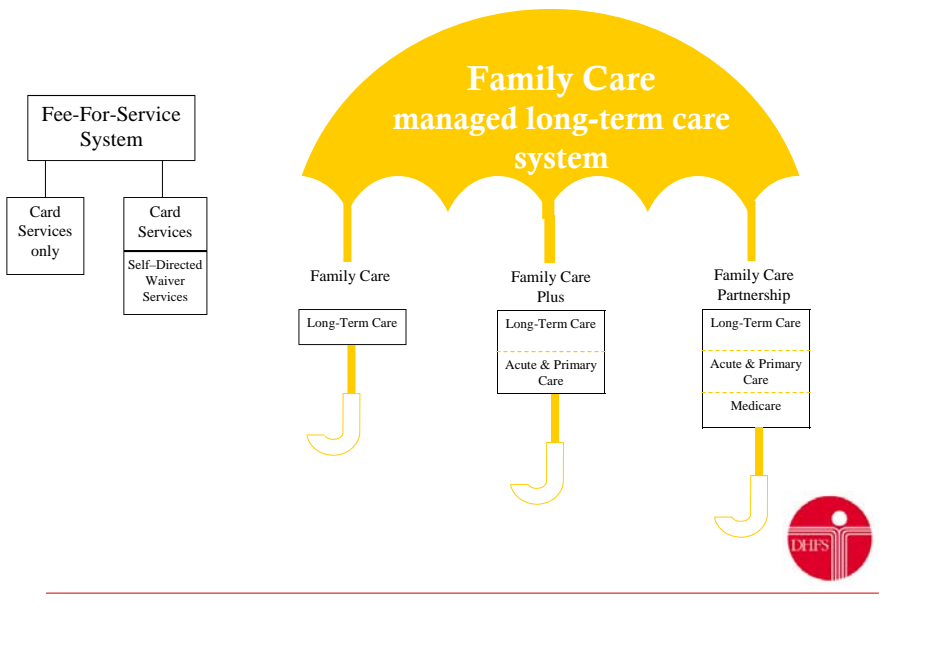 Family Care
managed long-term care
system
Fee-For-Service
System
Card
Services
only
Card
Services
Self–Directed
Waiver
Services
Family Care
Long-Term Care
Family Care
Plus
Long-Term Care
Acute & Primary
Care
Family Care
Partnership
Long-Term Care
Acute & Primary
Care
Medicare
DHFS